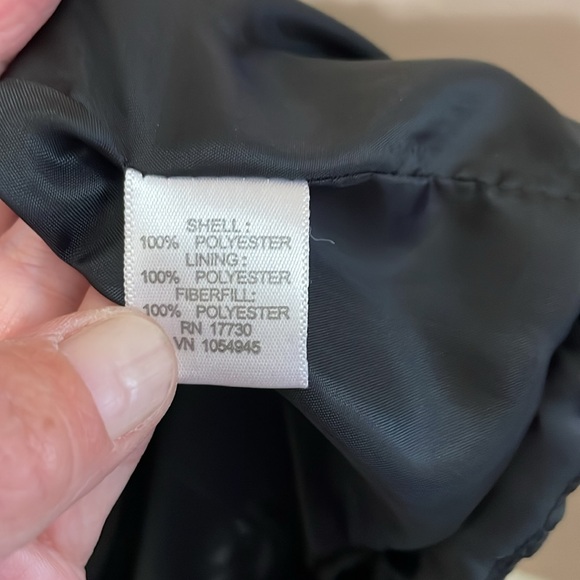 SHELL:
100% POLYESTER
LINING:
100% POLYESTER
FIBERFILL:
100% POLYESTER
RN 17730
VN 1054945